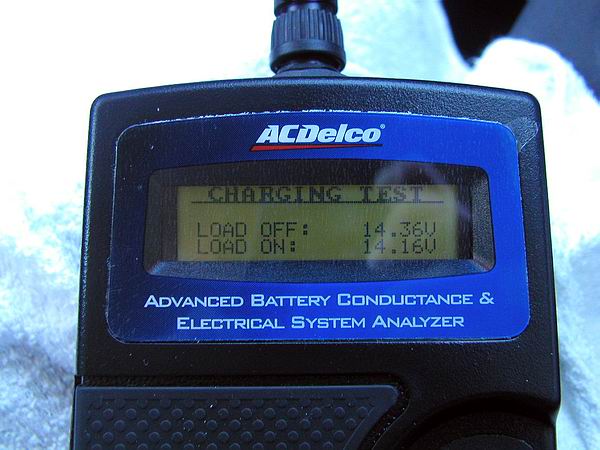 ACDelco®
CHARGING TEST
LOAD OFF: 14.36V
LOAD ON: 14.16V
ADVANCED BATTERY CONDUCTANCE &
ELECTRICAL SYSTEM ANALYZER